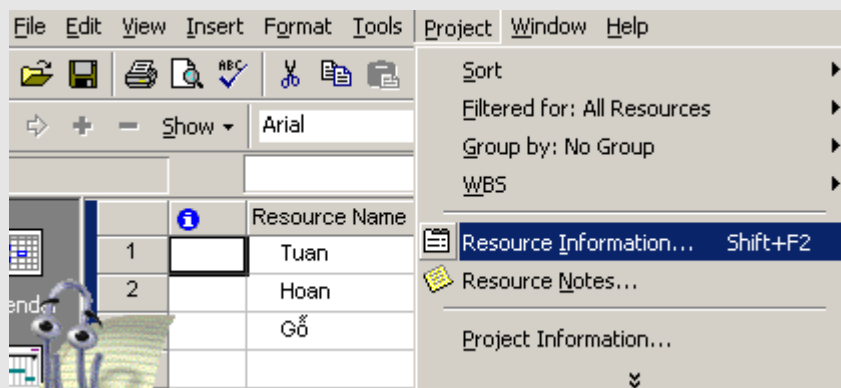 File Edit View Insert Format Tools Project Window Help
ABC
Show Arial
Sort
Filtered for: All Resources
Group by: No Group
WBS
Resource Information... Shift+F2
Resource Notes...
Project Information...
Resource Name
1 Tuan
2 Hoan
Gỗ